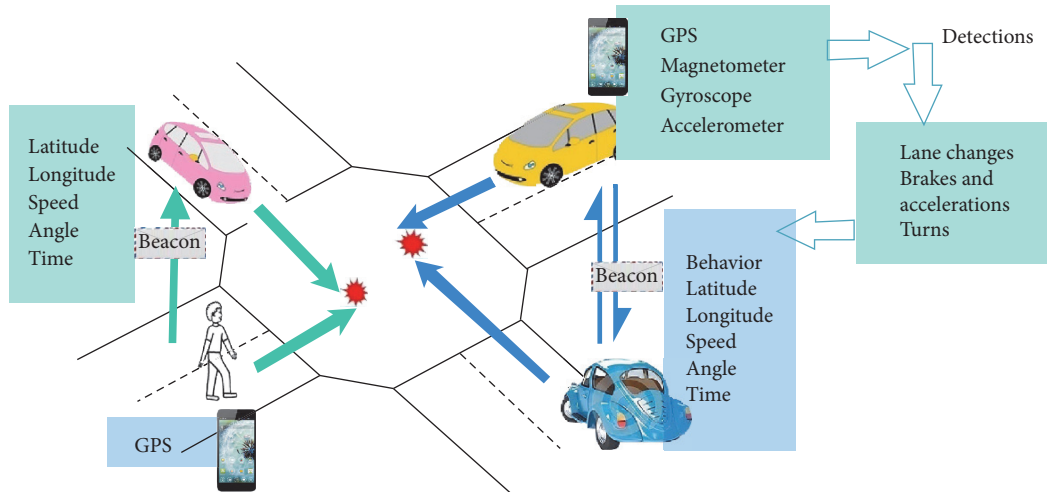 GPS
Magnetometer
Gyroscope
Accelerometer
Detections
Lane changes
Brakes and
accelerations
Turns
Latitude
Longitude
Speed
Angle
Time
Beacon
Beacon
Behavior
Latitude
Longitude
Speed
Angle
Time
GPS